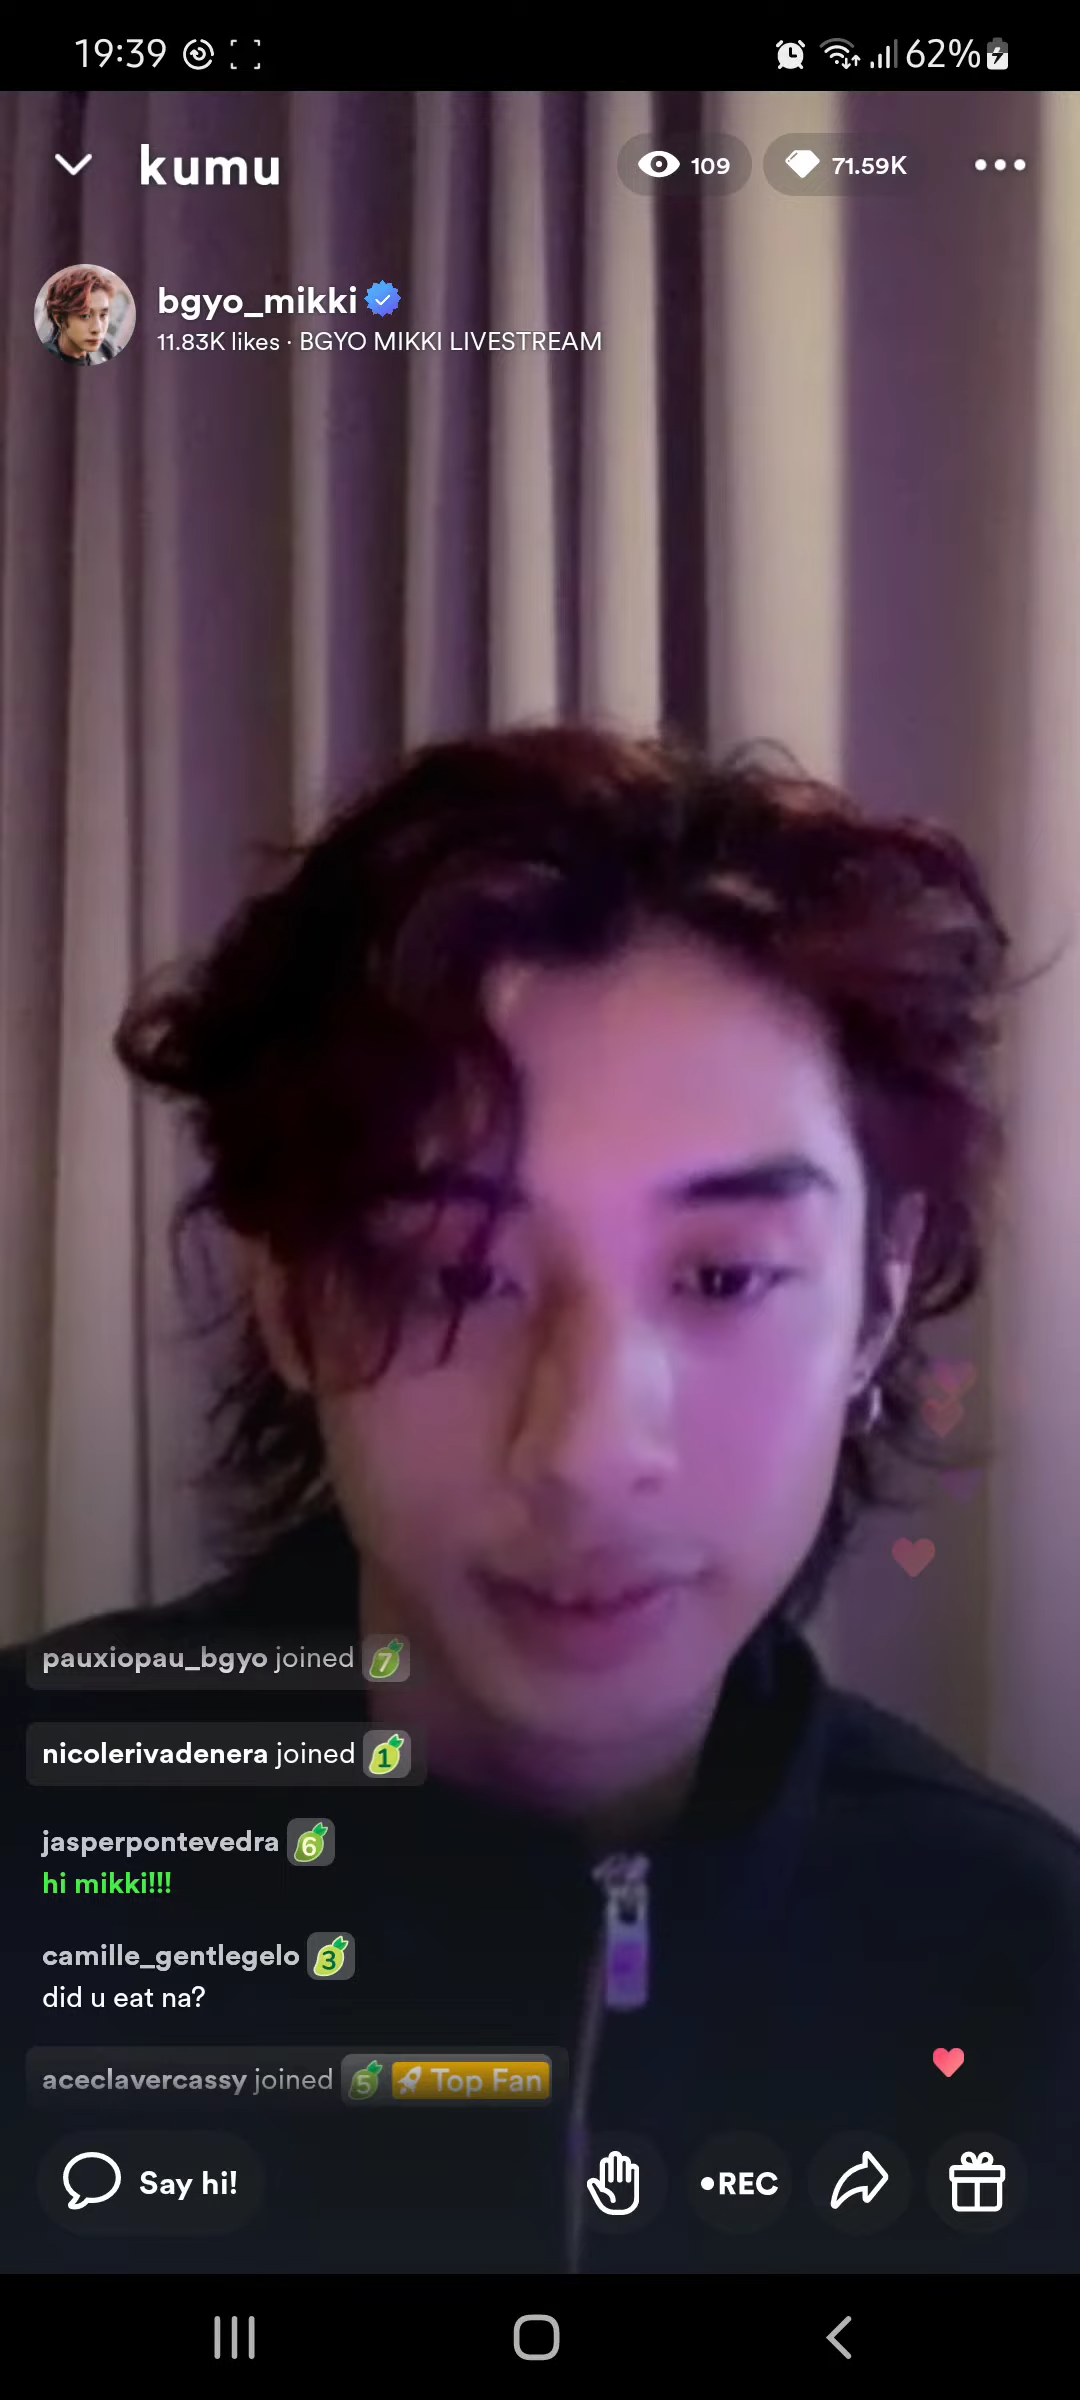 19:39
62%
kumu
109
71.59K
bgyo_mikki
11.83K likes · BGYO MIKKI LIVESTREAM
pauxiopau_bgyo joined 7
nicolerivadenera joined 1
jasperpontevedra 6
hi mikki!!!
camille_gentlegelo 3
did u eat na?
aceclavercassy joined 5 Top Fan
Say hi!
•REC